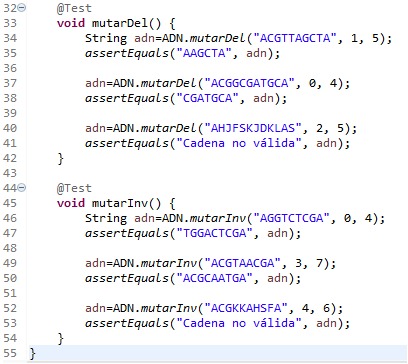 32 @Test
33 void mutarDel() {
34 String adn=ADN.mutarDel("ACGTTAGCTA", 1, 5);
35 assertEquals("AAGCTA", adn);
36
37 adn=ADN.mutarDel("ACGGCGATGCA", 0, 4);
38 assertEquals("CGATGCA", adn);
39
40 adn=ADN.mutarDel("AHJFSKJDKLAS", 2, 5);
41 assertEquals("Cadena no válida", adn);
42 }
43
44 @Test
45 void mutarInv() {
46 String adn=ADN.mutarInv("AGGTCTCGA", 0, 4);
47 assertEquals("TGGACTCGA", adn);
48
49 adn=ADN.mutarInv("ACGTAACGA", 3, 7);
50 assertEquals("ACGCAATGA", adn);
51
52 adn=ADN.mutarInv("ACGKKAHSFA", 4, 6);
53 assertEquals("Cadena no válida", adn);
54 }
55 }